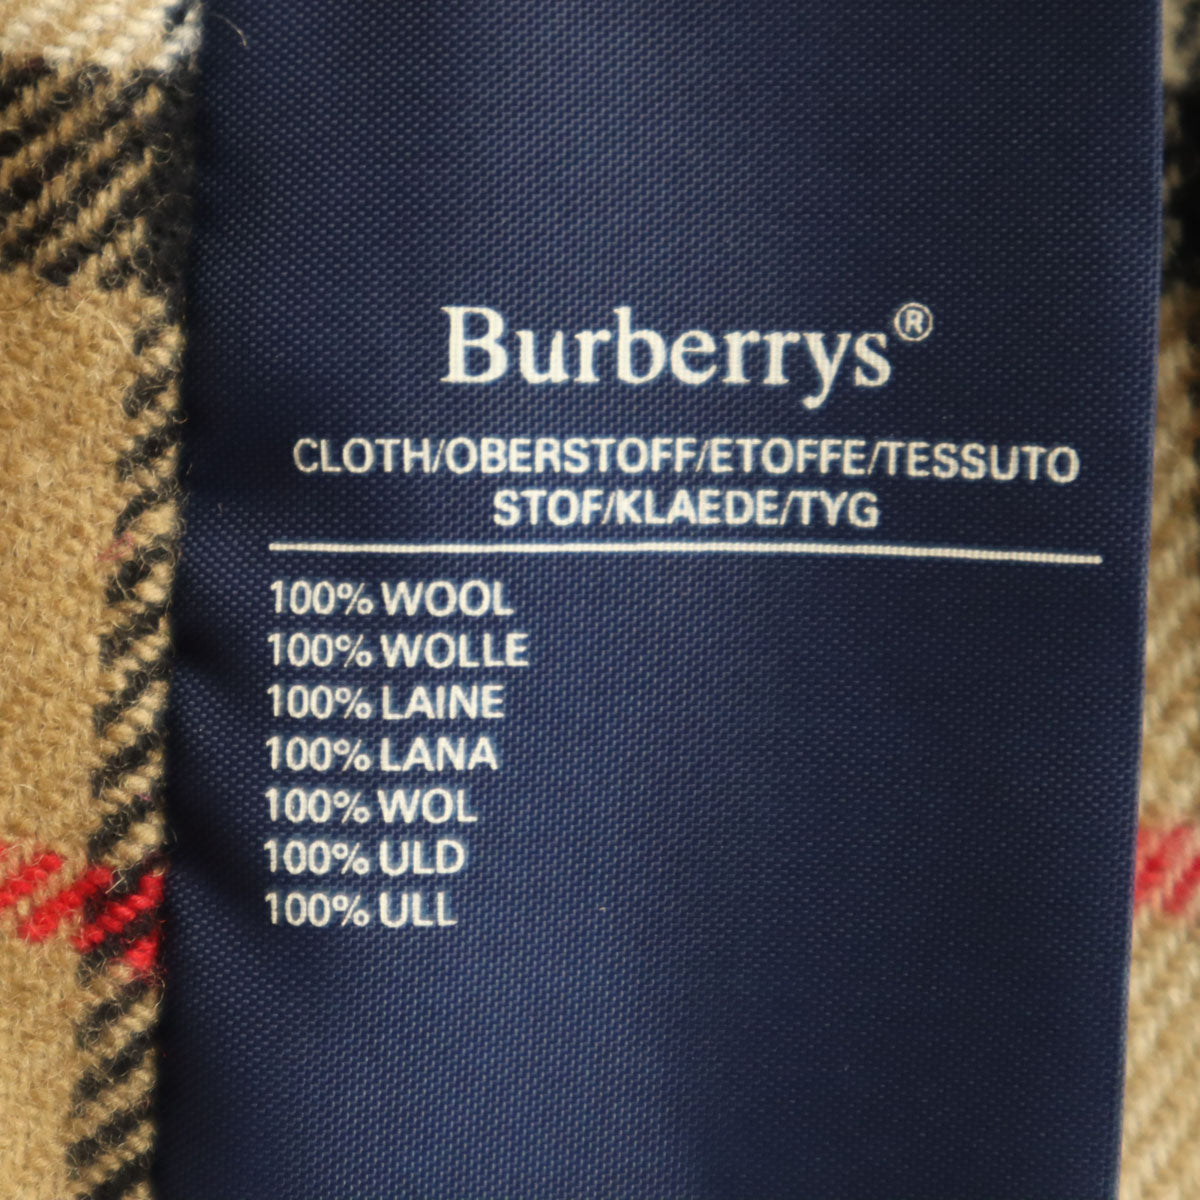 Burberrys®
CLOTH/OBERSTOFF/ETOFFE/TESSUTO
STOF/KLAEDE/TYG
100% WOOL
100% WOLLE
100% LAINE
100% LANA
100% WOL
100% ULD
100% ULL